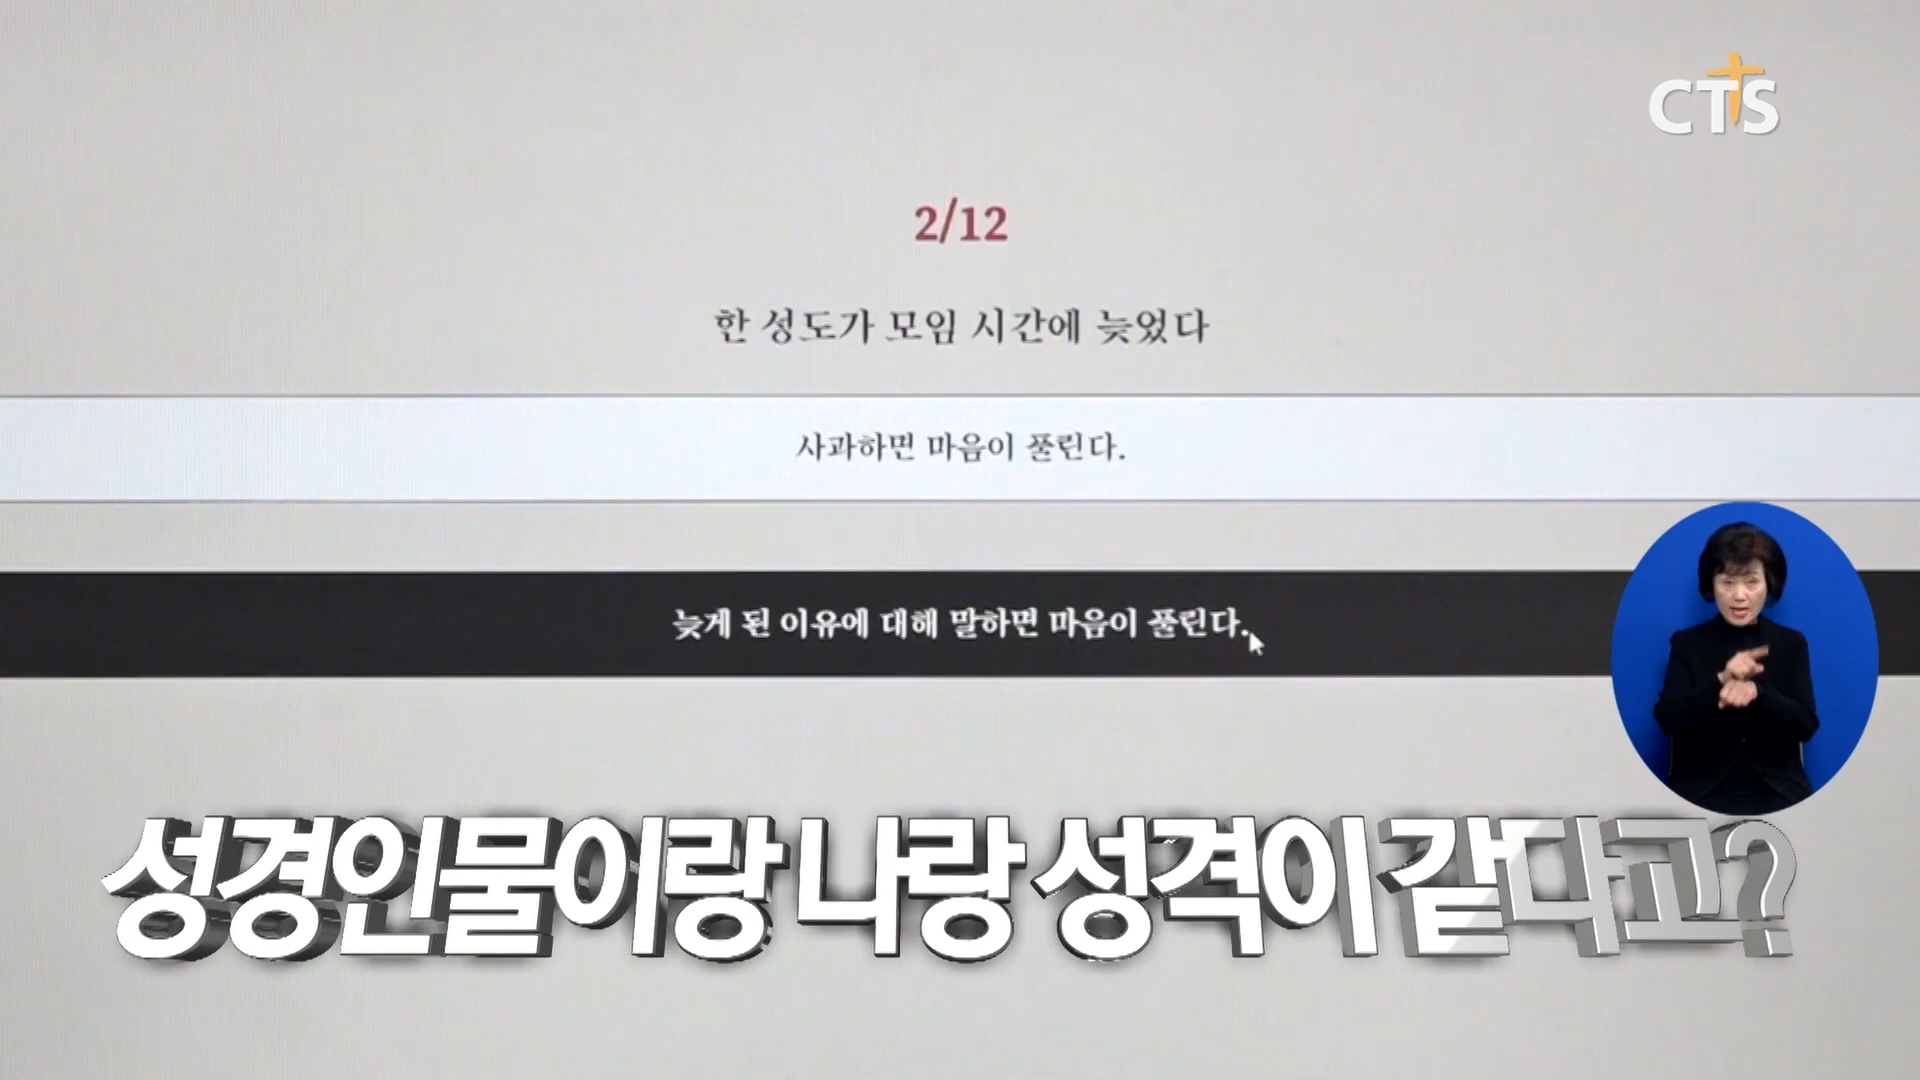 CTS
2/12
한 성도가 모임 시간에 늦었다
사과하면 마음이 풀린다.
늦게 된 이유에 대해 말하면 마음이 풀린다.
성경인물이랑 나랑 성격이 같다고?